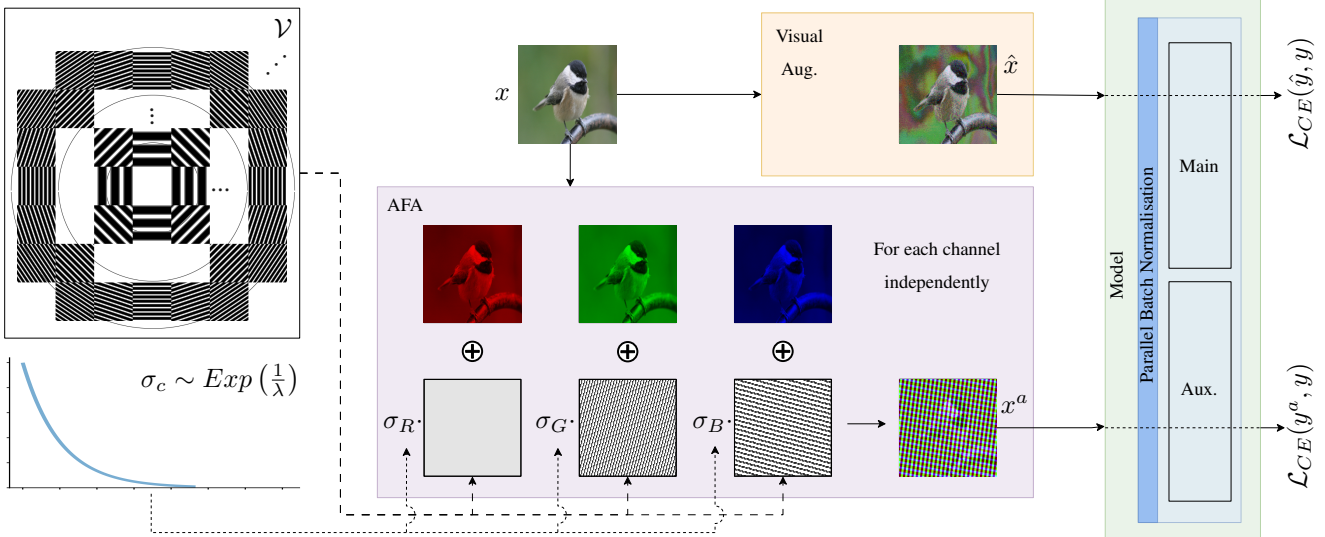 𝒱
σ_c ∼ Exp(1/λ)
x
Visual
Aug.
x̂
AFA
For each channel
independently
σ_R·
σ_G·
σ_B·
x^a
Model
Parallel Batch Normalisation
Main
Aux.
ℒ_CE(ŷ, y)
ℒ_CE(y^a, y)